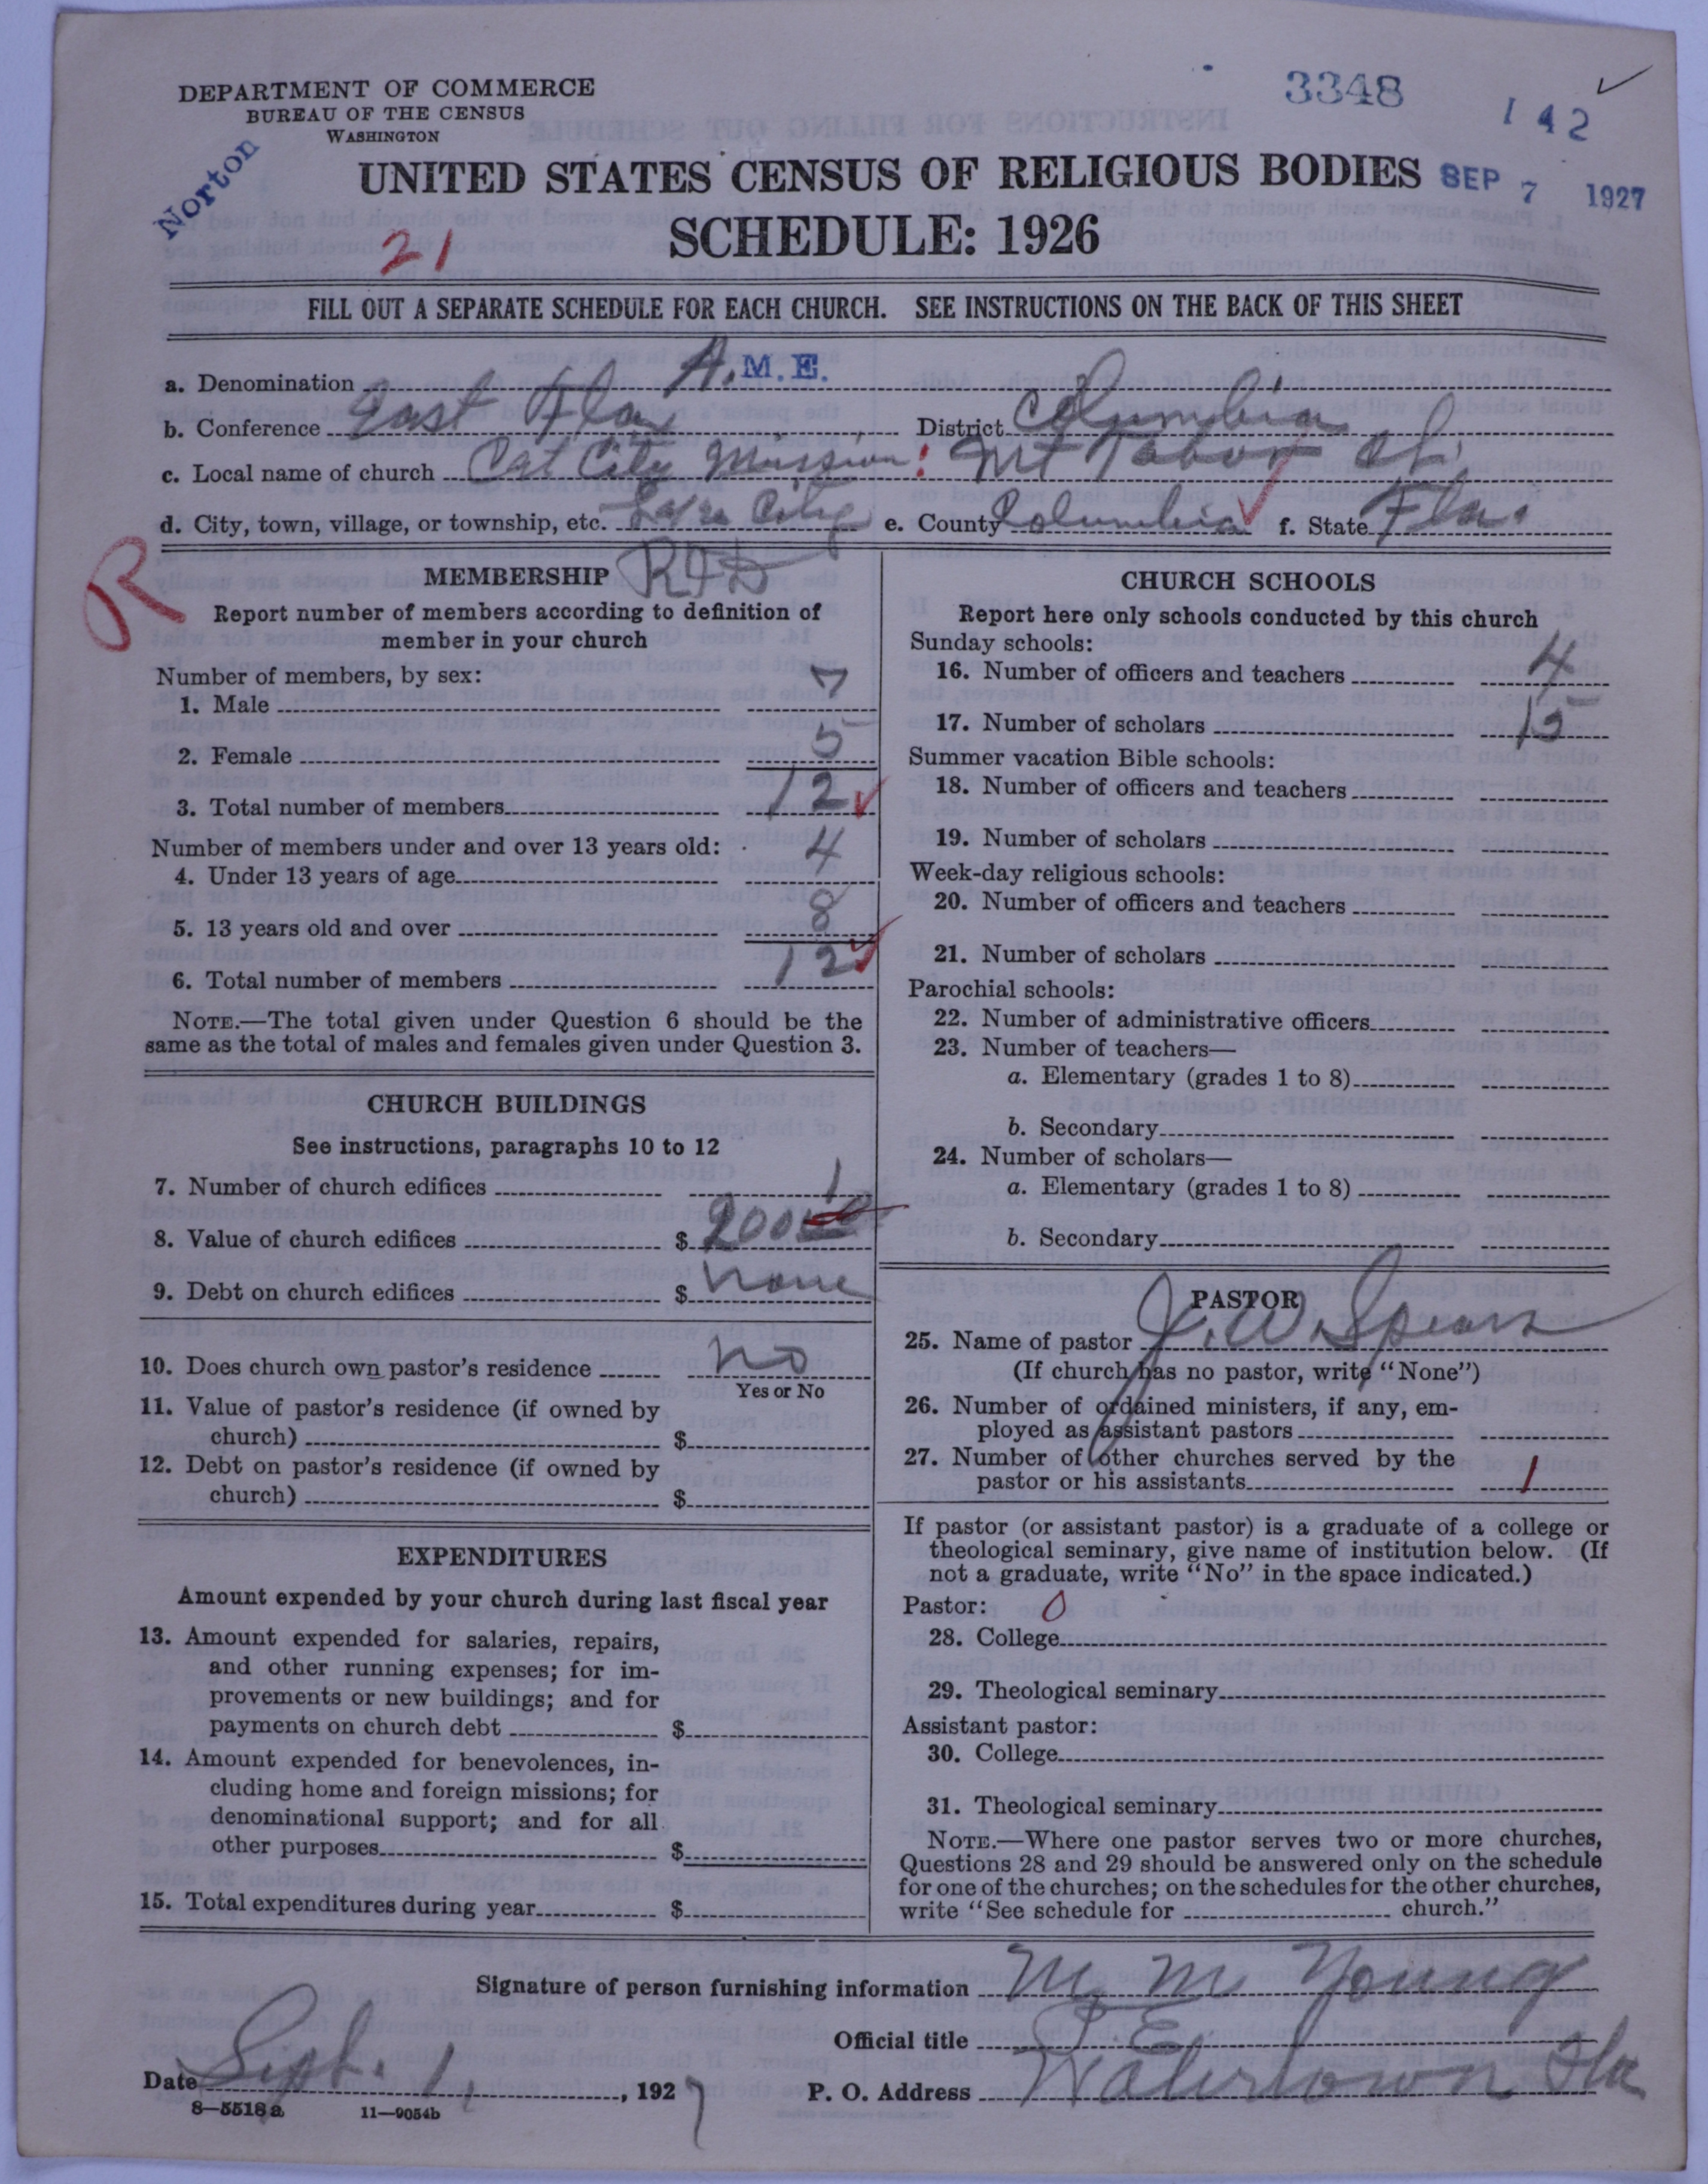 DEPARTMENT OF COMMERCE
BUREAU OF THE CENSUS
WASHINGTON
3348
142
Norton
UNITED STATES CENSUS OF RELIGIOUS BODIES
SEP 7 1927
21
SCHEDULE: 1926
FILL OUT A SEPARATE SCHEDULE FOR EACH CHURCH. SEE INSTRUCTIONS ON THE BACK OF THIS SHEET
a. Denomination A. M. E.
b. Conference East Fla District Columbia
c. Local name of church Cat City Mission: Mt Tabor Ch.
d. City, town, village, or township, etc. Lake City e. County Columbia f. State Fla.
R
MEMBERSHIP RFD
Report number of members according to definition of
member in your church
Number of members, by sex:
1. Male 7
2. Female 5
3. Total number of members 12
Number of members under and over 13 years old:
4. Under 13 years of age 4
5. 13 years old and over 8
6. Total number of members 12
NOTE.—The total given under Question 6 should be the
same as the total of males and females given under Question 3.
CHURCH BUILDINGS
See instructions, paragraphs 10 to 12
7. Number of church edifices 1
8. Value of church edifices $ 200
9. Debt on church edifices $ none
10. Does church own pastor's residence no
Yes or No
11. Value of pastor's residence (if owned by
church) $
12. Debt on pastor's residence (if owned by
church) $
EXPENDITURES
Amount expended by your church during last fiscal year
13. Amount expended for salaries, repairs,
and other running expenses; for im-
provements or new buildings; and for
payments on church debt $
14. Amount expended for benevolences, in-
cluding home and foreign missions; for
denominational support; and for all
other purposes $
15. Total expenditures during year $
CHURCH SCHOOLS
Report here only schools conducted by this church
Sunday schools:
16. Number of officers and teachers 4
17. Number of scholars 15
Summer vacation Bible schools:
18. Number of officers and teachers
19. Number of scholars
Week-day religious schools:
20. Number of officers and teachers
21. Number of scholars
Parochial schools:
22. Number of administrative officers
23. Number of teachers—
a. Elementary (grades 1 to 8)
b. Secondary
24. Number of scholars—
a. Elementary (grades 1 to 8)
b. Secondary
PASTOR
25. Name of pastor J. W. Spears
(If church has no pastor, write "None")
26. Number of ordained ministers, if any, em-
ployed as assistant pastors
27. Number of other churches served by the
pastor or his assistants 1
If pastor (or assistant pastor) is a graduate of a college or
theological seminary, give name of institution below. (If
not a graduate, write "No" in the space indicated.)
Pastor: 0
28. College
29. Theological seminary
Assistant pastor:
30. College
31. Theological seminary
NOTE.—Where one pastor serves two or more churches,
Questions 28 and 29 should be answered only on the schedule
for one of the churches; on the schedules for the other churches,
write "See schedule for church."
Signature of person furnishing information M M Young
Official title P. E.
Date Sept. 1, 1927 P. O. Address Watertown Fla
8—5518a 11—9054b